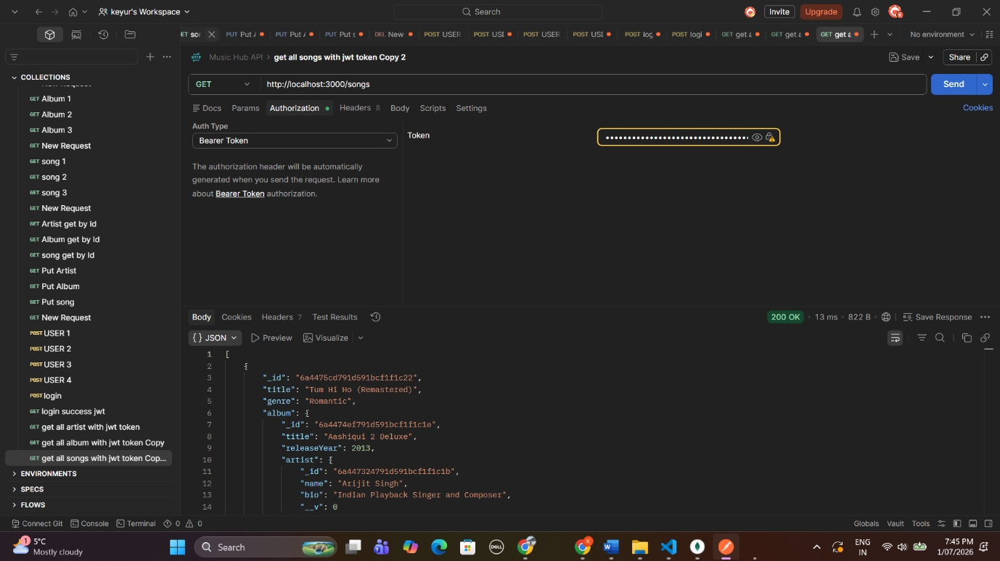 keyur's Workspace
Search
Invite
Upgrade
GET sor
PUT Put A
PUT Put A
PUT Put s
DEL New
POST USER
POST USE
POST USER
POST USE
POST log
POST logi
GET get a
GET get a
GET get a
No environment
HTTP
Music Hub API > get all songs with jwt token Copy 2
Save
Share
COLLECTIONS
GET Album 1
GET Album 2
GET Album 3
GET New Request
GET song 1
GET song 2
GET song 3
GET New Request
GET Artist get by Id
GET Album get by Id
GET song get by Id
GET Put Artist
GET Put Album
GET Put song
GET New Request
POST USER 1
POST USER 2
POST USER 3
POST USER 4
POST login
GET login success jwt
GET get all artist with jwt token
GET get all album with jwt token Copy
GET get all songs with jwt token Cop...
ENVIRONMENTS
SPECS
FLOWS
GET
http://localhost:3000/songs
Send
Docs
Params
Authorization
Headers 8
Body
Scripts
Settings
Cookies
Auth Type
Bearer Token
The authorization header will be automatically
generated when you send the request. Learn more
about Bearer Token authorization.
Token
Body
Cookies
Headers 7
Test Results
200 OK
13 ms
822 B
e.g. Save Response
{ } JSON
Preview
Visualize
1 [
2 {
3 "_id": "6a4475cd791d591bcf1f1c22",
4 "title": "Tum Hi Ho (Remastered)",
5 "genre": "Romantic",
6 "album": {
7 "_id": "6a4474ef791d591bcf1f1c1e",
8 "title": "Aashiqui 2 Deluxe",
9 "releaseYear": 2013,
10 "artist": {
11 "_id": "6a447324791d591bcf1f1c1b",
12 "name": "Arijit Singh",
13 "bio": "Indian Playback Singer and Composer",
14 "__v": 0
Connect Git
Console
Terminal
0
0
Globals
Vault
Tools
1
5°C
Mostly cloudy
Search
DELL
ENG
IN
7:45 PM
1/07/2026